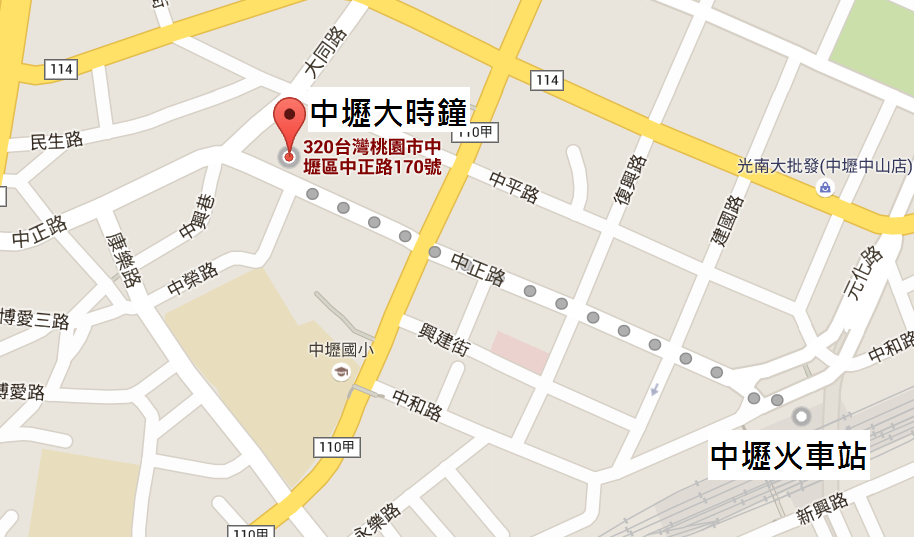 街
大同路
114
114
中壢大時鐘
320台灣桃園市中
壢區中正路170號
110甲
民生路
光南大批發(中壢中山店)
中平路
復興路
建國路
中興巷
中正路
康樂路
中榮路
中正路
元化路
博愛三路
興建街
中壢國小
中和路
博愛路
中和路
110甲
中壢火車站
新興路
永樂路
110甲